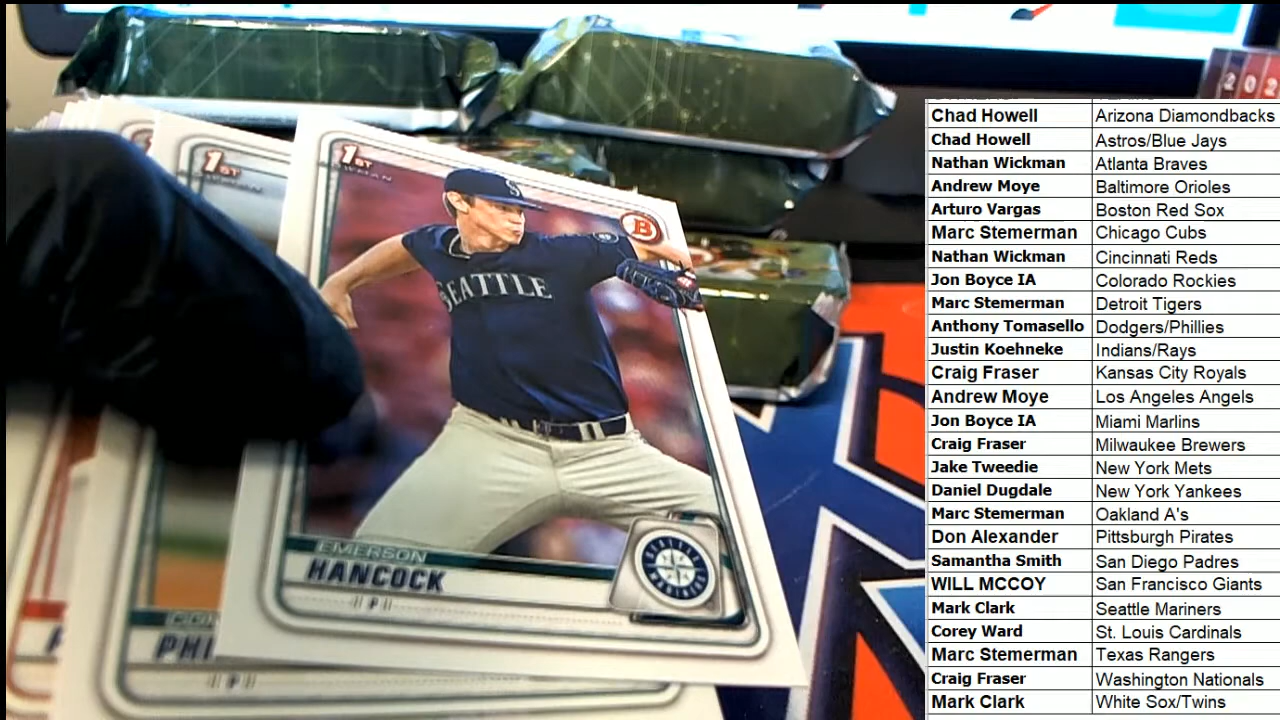 202
1ST
BOWMAN
1ST
BOWMAN
B
S
SEATTLE
EMERSON
HANCOCK
P
SEATTLE
MARINERS
PHI
P
Chad Howell Arizona Diamondbacks
Chad Howell Astros/Blue Jays
Nathan Wickman Atlanta Braves
Andrew Moye Baltimore Orioles
Arturo Vargas Boston Red Sox
Marc Stemerman Chicago Cubs
Nathan Wickman Cincinnati Reds
Jon Boyce IA Colorado Rockies
Marc Stemerman Detroit Tigers
Anthony Tomasello Dodgers/Phillies
Justin Koehneke Indians/Rays
Craig Fraser Kansas City Royals
Andrew Moye Los Angeles Angels
Jon Boyce IA Miami Marlins
Craig Fraser Milwaukee Brewers
Jake Tweedie New York Mets
Daniel Dugdale New York Yankees
Marc Stemerman Oakland A's
Don Alexander Pittsburgh Pirates
Samantha Smith San Diego Padres
WILL MCCOY San Francisco Giants
Mark Clark Seattle Mariners
Corey Ward St. Louis Cardinals
Marc Stemerman Texas Rangers
Craig Fraser Washington Nationals
Mark Clark White Sox/Twins